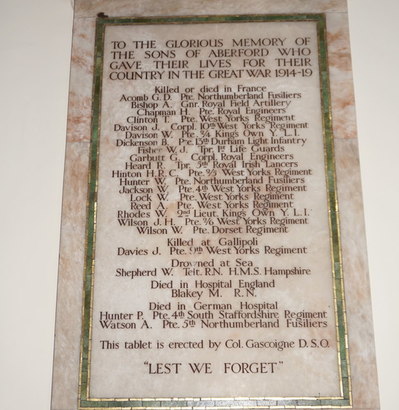 TO THE GLORIOUS MEMORY OF
THE SONS OF ABERFORD WHO
GAVE THEIR LIVES FOR THEIR
COUNTRY IN THE GREAT WAR 1914-19
Killed or died in France
Acomb G. D. Pte. Northumberland Fusiliers
Bishop A. Gnr. Royal Field Artillery
Chapman H. Pte. Royal Engineers
Clinton T. Pte. West Yorks Regiment
Davison J. Corpl. 10th West Yorks Regiment
Davison W. Pte. 3/4 Kings Own Y. L. I.
Dickenson B. Pte. 15th Durham Light Infantry
Fisher W. J. Tpr. 1st Life Guards
Garbutt G. Corpl. Royal Engineers
Heard R. Tpr. 5th Royal Irish Lancers
Hinton H. R. C. Pte. 2/3 West Yorks Regiment
Hunter W. Pte. Northumberland Fusiliers
Jackson W. Pte. 4th West Yorks Regiment
Lock W. Pte. West Yorks Regiment
Reed A. Pte. West Yorks Regiment
Rhodes W. 2nd Lieut. Kings Own Y. L. I.
Wilson J. H. Pte. West Yorks Regiment
Wilson W. Pte. Dorset Regiment
Killed at Gallipoli
Davies J. Pte. 9th West Yorks Regiment
Drowned at Sea
Shepherd W. R.N. H.M.S. Hampshire
Died in Hospital England
Blakey M. R. N.
Died in German Hospital
Hunter P. Pte. 4th South Staffordshire Regiment
Watson A. Pte. 5th Northumberland Fusiliers
This tablet is erected by Col. Gascoigne D. S. O.
"LEST WE FORGET"